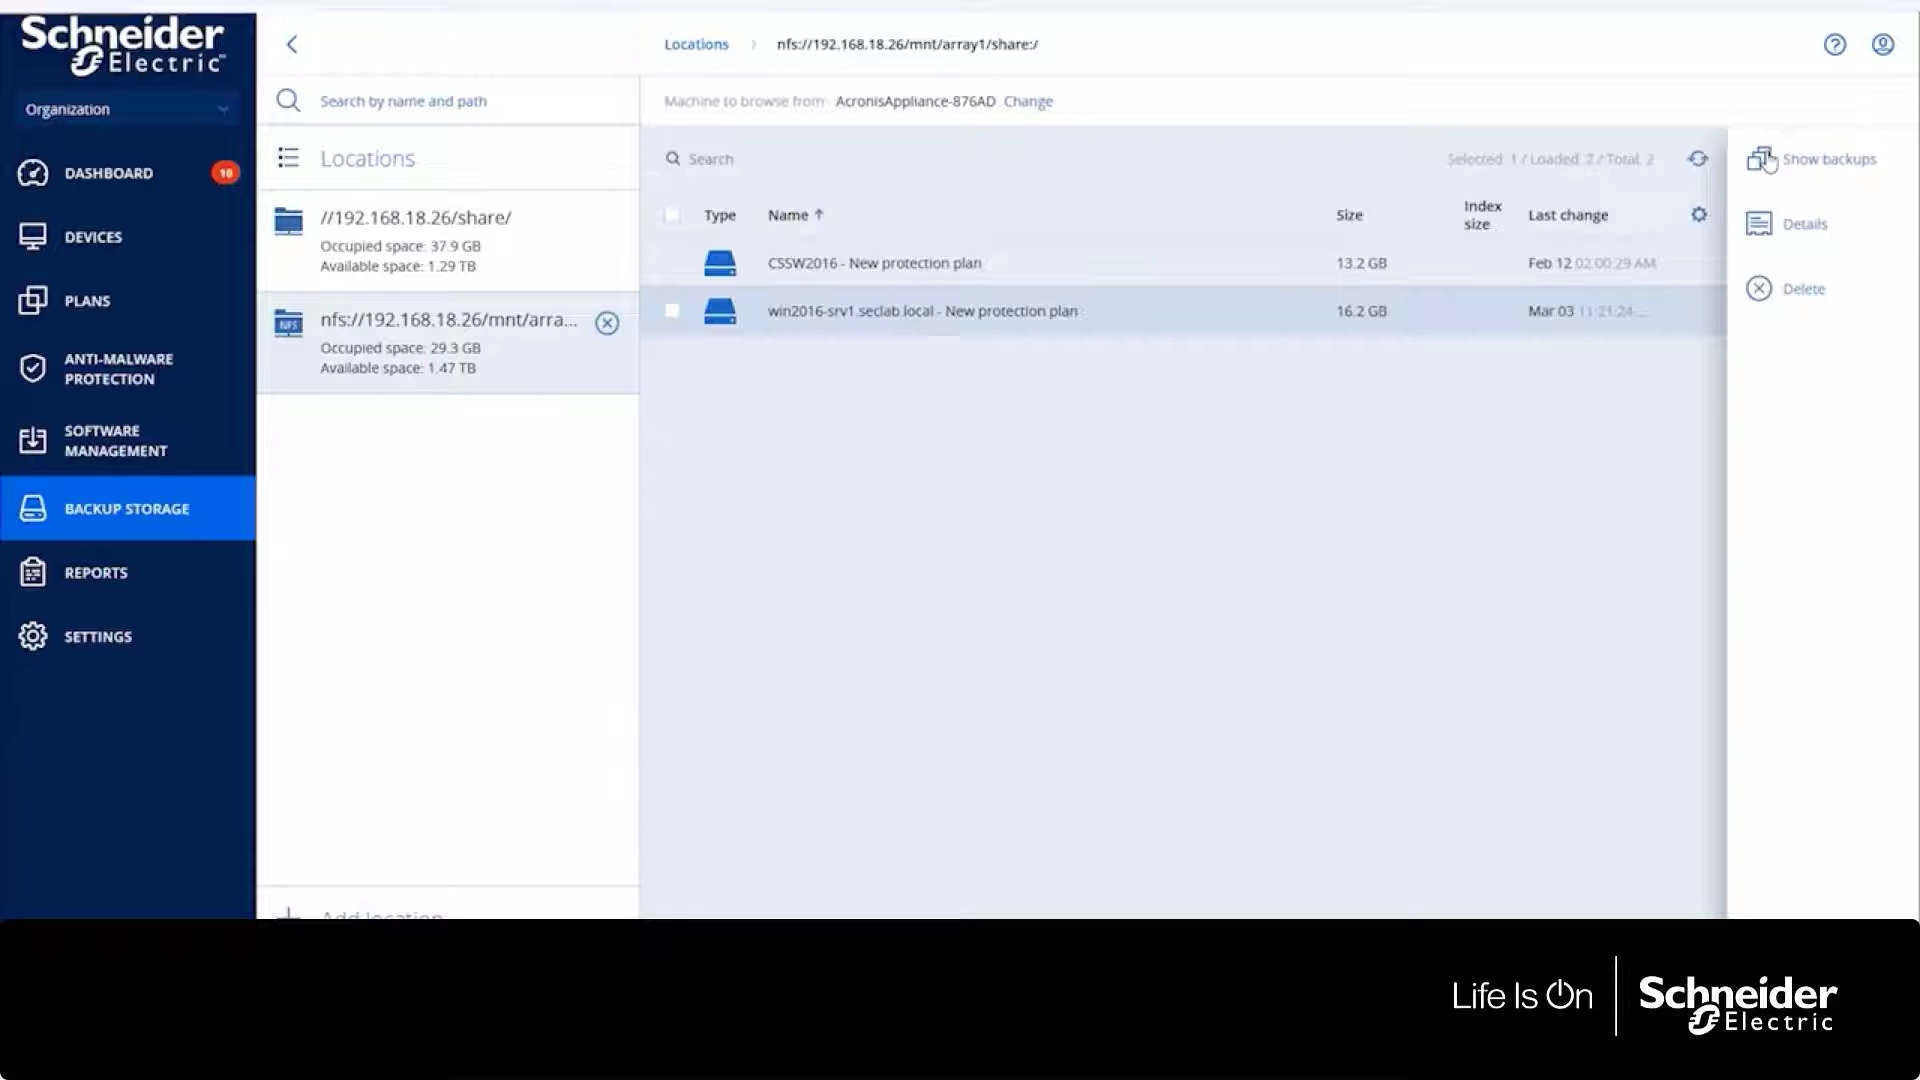 Schneider
Electric
Organization
DASHBOARD
16
DEVICES
PLANS
ANTI-MALWARE
PROTECTION
SOFTWARE
MANAGEMENT
BACKUP STORAGE
REPORTS
SETTINGS
Search by name and path
Locations
//192.168.18.26/share/
Occupied space: 37.9 GB
Available space: 1.29 TB
NFS
nfs://192.168.18.26/mnt/arra...
Occupied space: 29.3 GB
Available space: 1.47 TB
Add location
Locations nfs://192.168.18.26/mnt/array1/share:/
Machine to browse from: AcronisAppliance-876AD Change
Search
Selected: 1 / Loaded: 2 / Total: 2
Type Name Size Index size Last change
CSSW2016 - New protection plan 13.2 GB Feb 12 02:00:29 AM
win2016-srv1.seclab.local - New protection plan 16.2 GB Mar 03 11:21:24 ...
Show backups
Details
Delete
Life Is On
Schneider
Electric